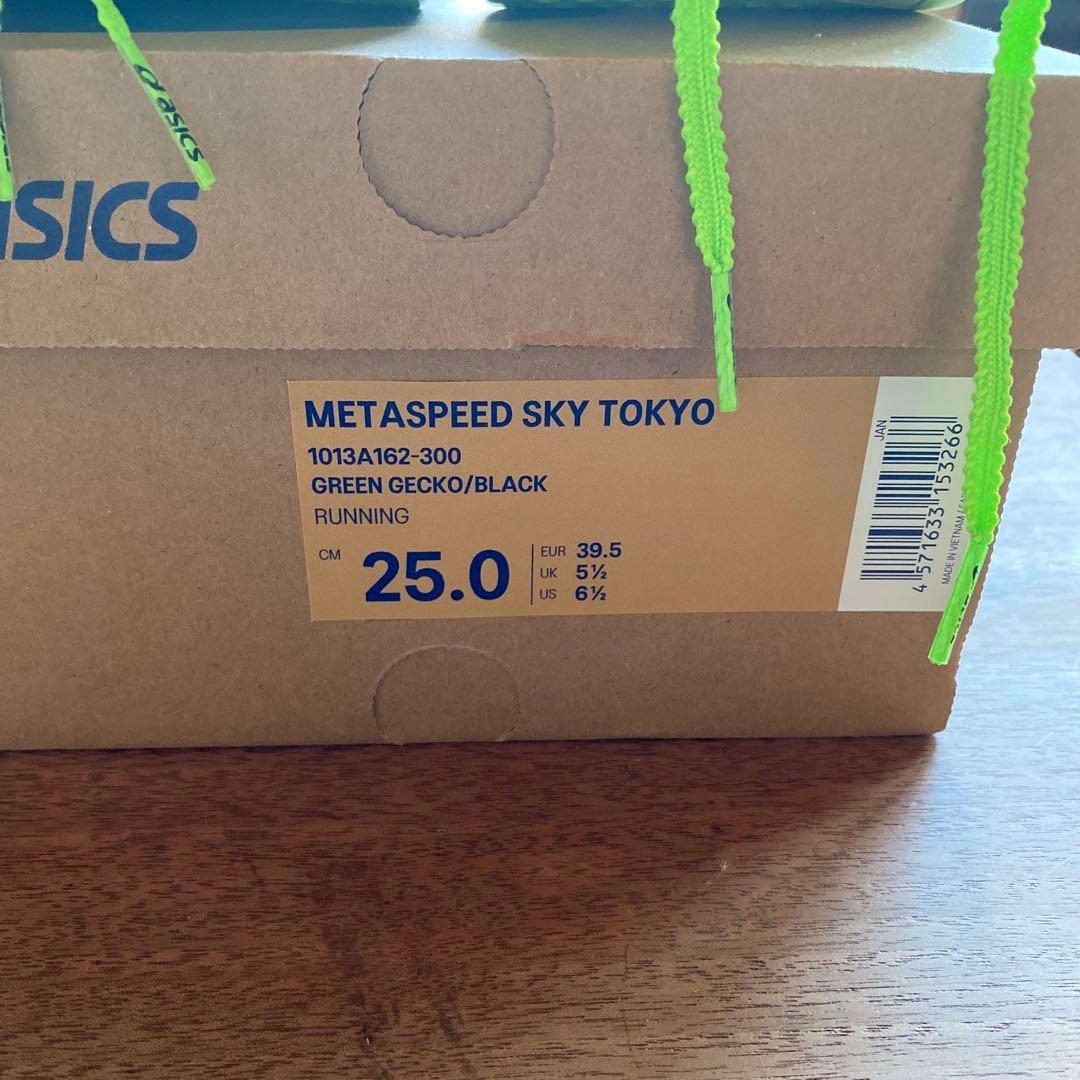 asics
ASICS
METASPEED SKY TOKYO
1013A162-300
GREEN GECKO/BLACK
RUNNING
CM 25.0
EUR 39.5
UK 5½
US 6½
JAN
4 571633 153266
MADE IN VIETNAM